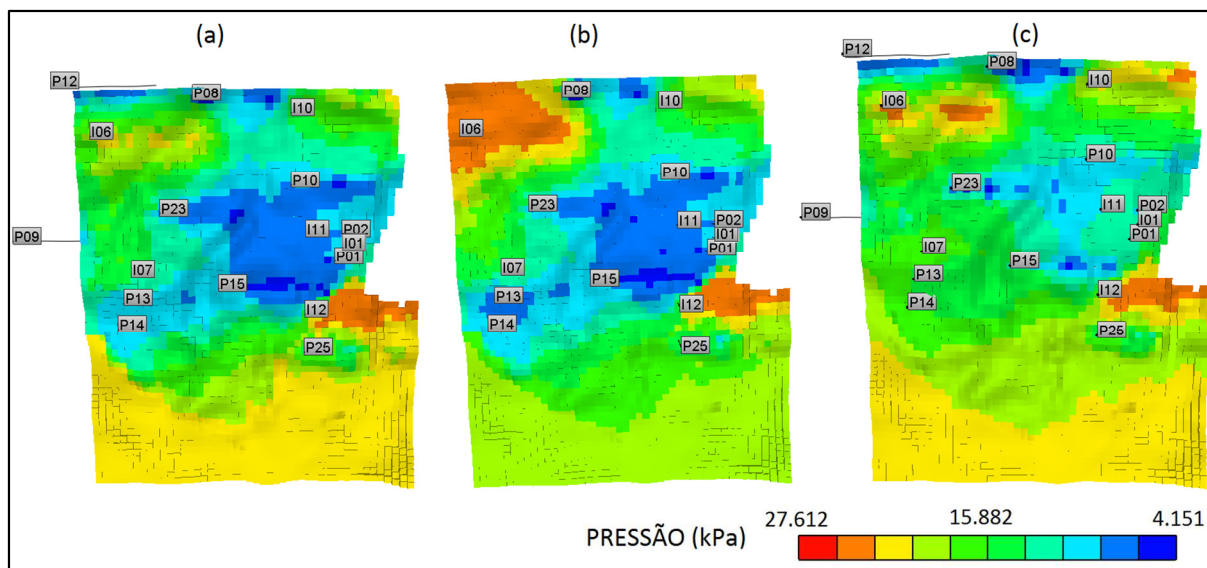 (a) (b) (c)
P12 P08 I10 I06 P10 P23 I11 P02 I01 P01 P09 I07 P13 P15 P14 I12 P25
P08 I10 I06 P10 P23 I11 P02 I01 P01 I07 P13 P15 P14 I12 P25
P12 P08 I10 I06 P10 P23 I11 P02 I01 P01 P09 I07 P13 P15 P14 I12 P25
27.612 15.882 4.151
PRESSÃO (kPa)